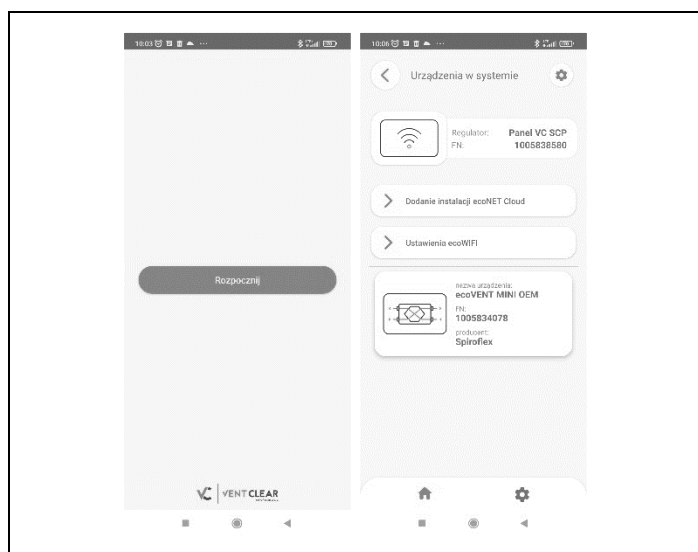 10:03
Rozpocznij
VENT CLEAR
10:06
Urządzenia w systemie
Regulator: Panel VC SCP
FN: 1005838580
Dodanie instalacji ecoNET Cloud
Ustawienia ecoWIFI
nazwa urządzenia:
ecoVENT MINI OEM
FN:
1005834078
producent:
Spiroflex